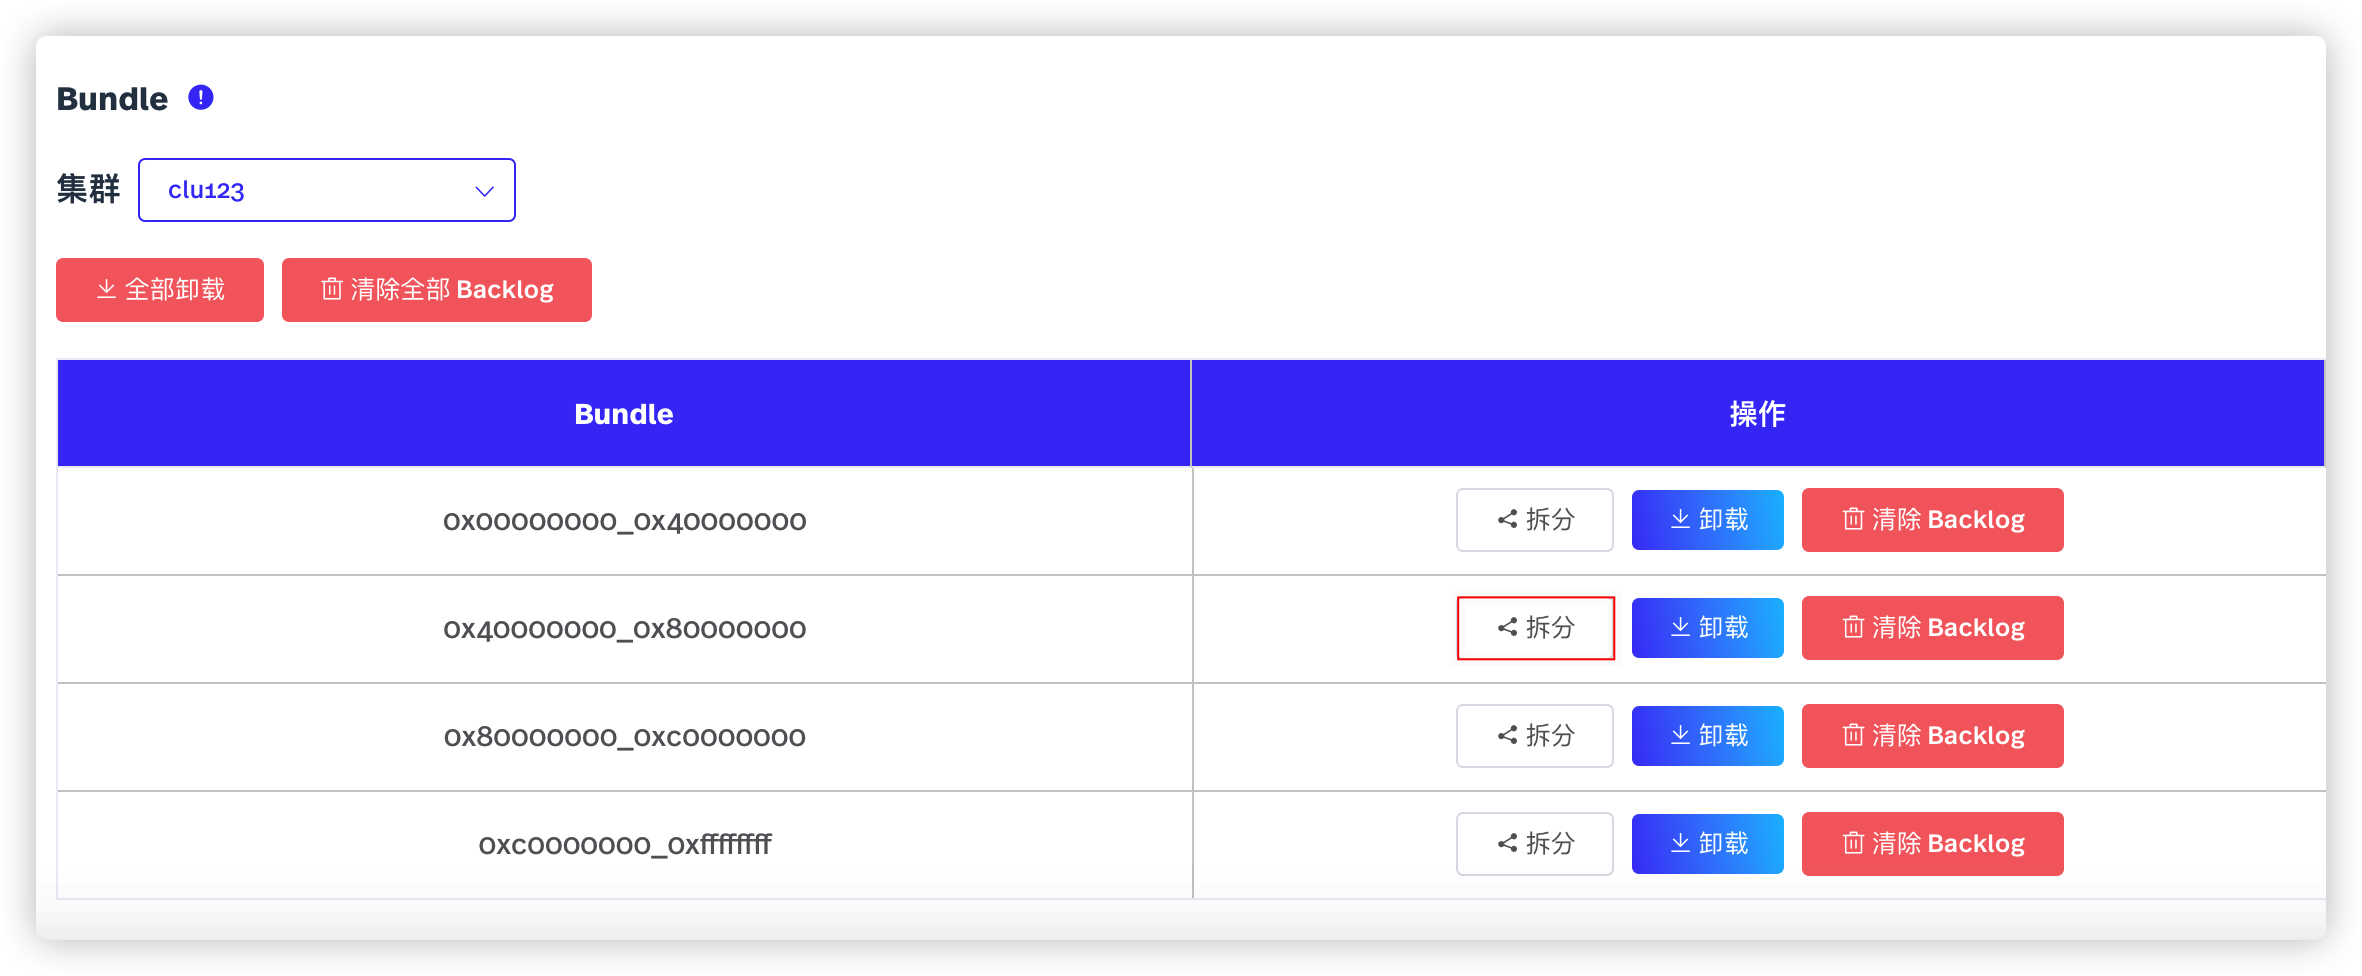 Bundle
集群 clu123
全部卸载 清除全部 Backlog
Bundle 操作
0x00000000_0x40000000 拆分 卸载 清除 Backlog
0x40000000_0x80000000 拆分 卸载 清除 Backlog
0x80000000_0xc0000000 拆分 卸载 清除 Backlog
0xc0000000_0xffffffff 拆分 卸载 清除 Backlog